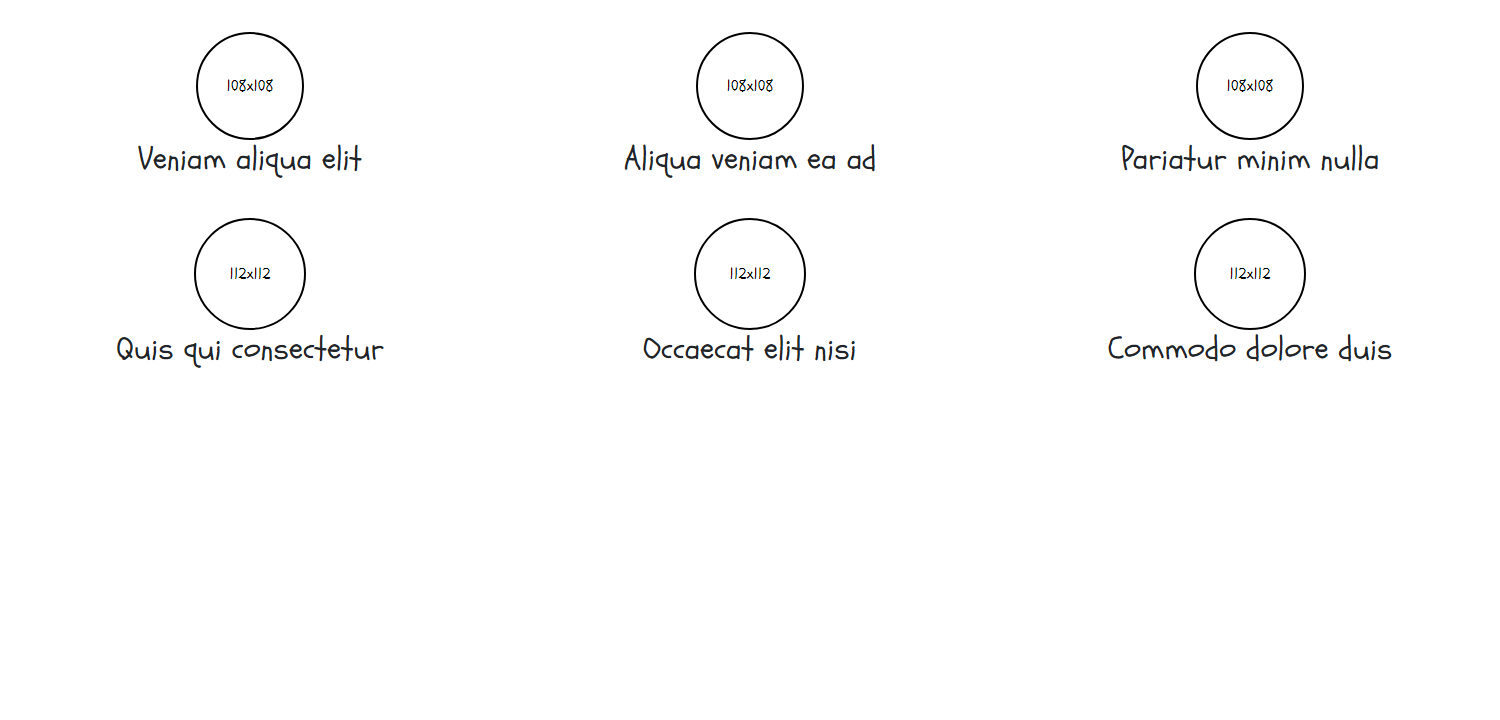 108x108 108x108 108x108
Veniam aliqua elit Aliqua veniam ea ad Pariatur minim nulla
112x112 112x112 112x112
Quis qui consectetur Occaecat elit nisi Commodo dolore duis